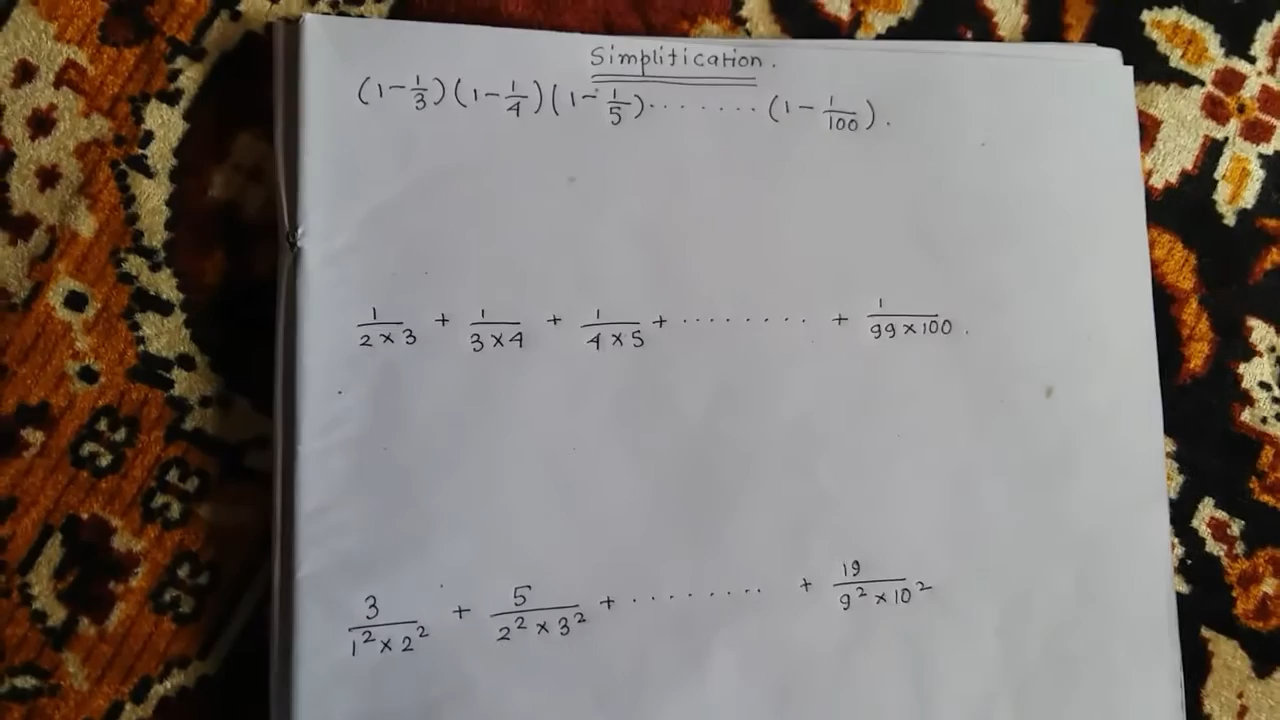 Simplification.
(1-1/3)(1-1/4)(1-1/5).......(1-1/100).
1/2×3 + 1/3×4 + 1/4×5 + ........ + 1/99×100.
3/1²×2² + 5/2²×3² + ........ + 19/9²×10²